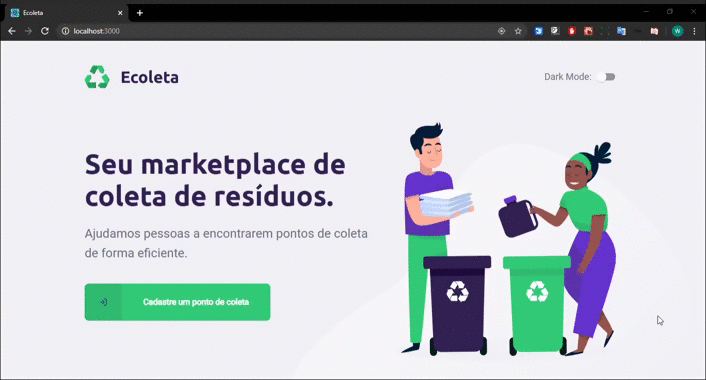 Ecoleta
localhost:3000
W
Ecoleta
Dark Mode:
Seu marketplace de
coleta de resíduos.
Ajudamos pessoas a encontrarem pontos de coleta
de forma eficiente.
Cadastre um ponto de coleta